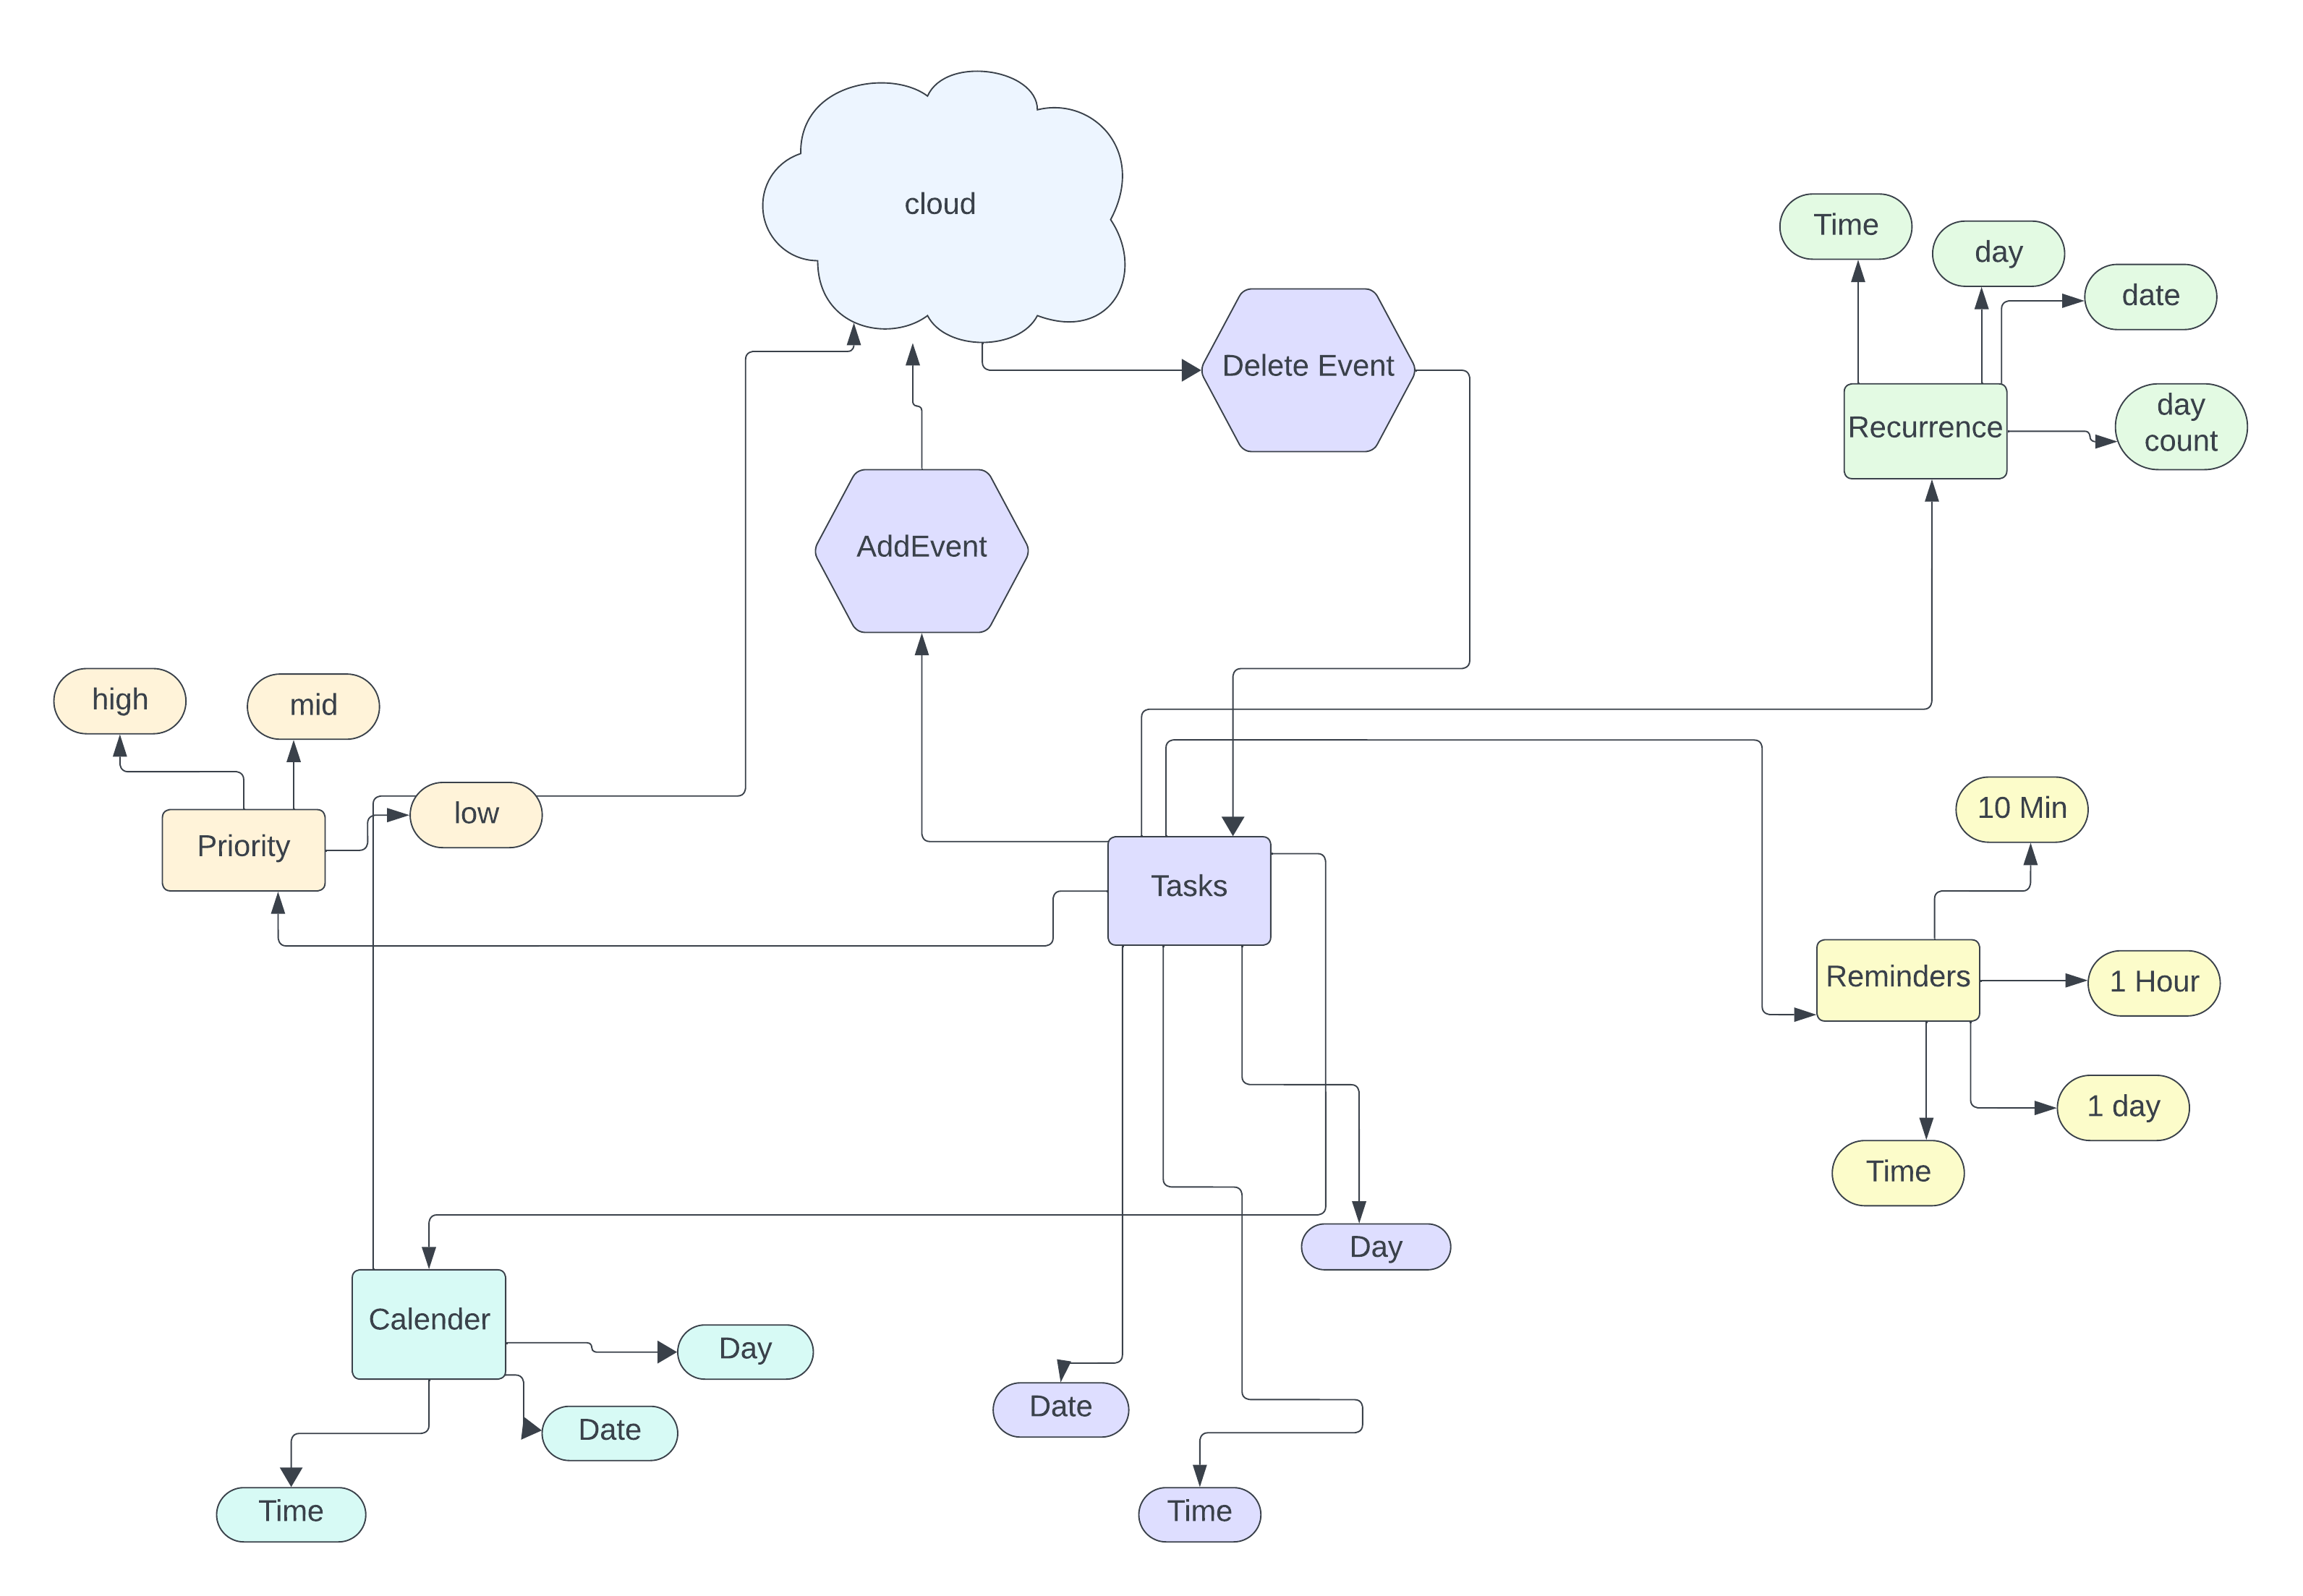 cloud
Time
day
date
Delete Event
day
count
Recurrence
AddEvent
high
mid
low
Priority
10 Min
Tasks
Reminders
1 Hour
1 day
Time
Day
Calender
Day
Date
Date
Time
Time